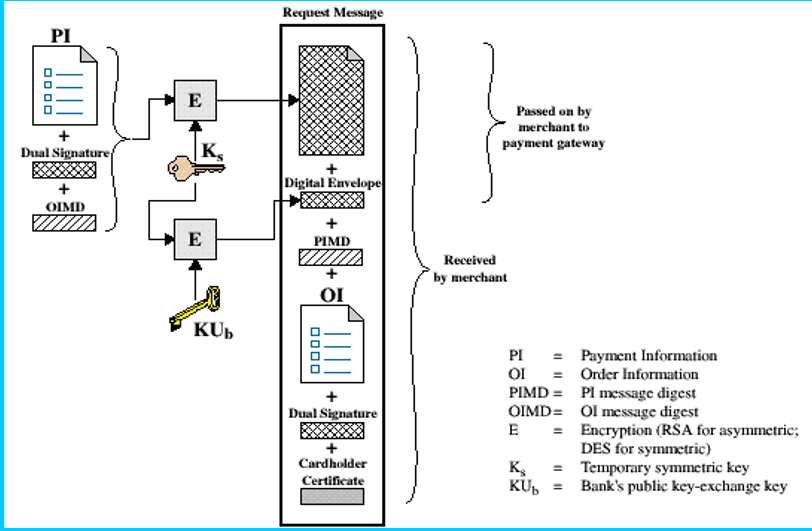 Request Message
PI
+
Dual Signature
+
OIMD
E
K_s
E
KU_b
+
Digital Envelope
+
PIMD
+
OI
+
Dual Signature
+
Cardholder
Certificate
Passed on by
merchant to
payment gateway
Received
by merchant
PI = Payment Information
OI = Order Information
PIMD = PI message digest
OIMD = OI message digest
E = Encryption (RSA for asymmetric;
DES for symmetric)
K_s = Temporary symmetric key
KU_b = Bank's public key-exchange key